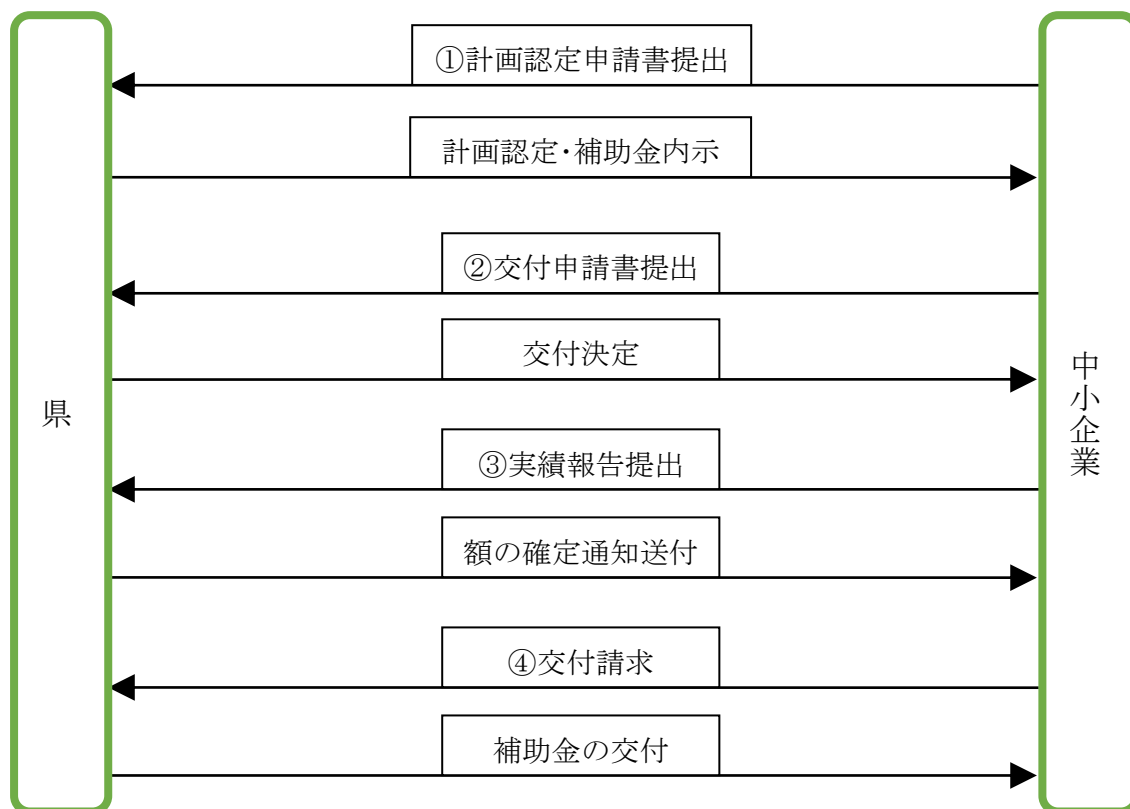 ①計画認定申請書提出
計画認定・補助金内示
②交付申請書提出
交付決定
県
中小企業
③実績報告提出
額の確定通知送付
④交付請求
補助金の交付